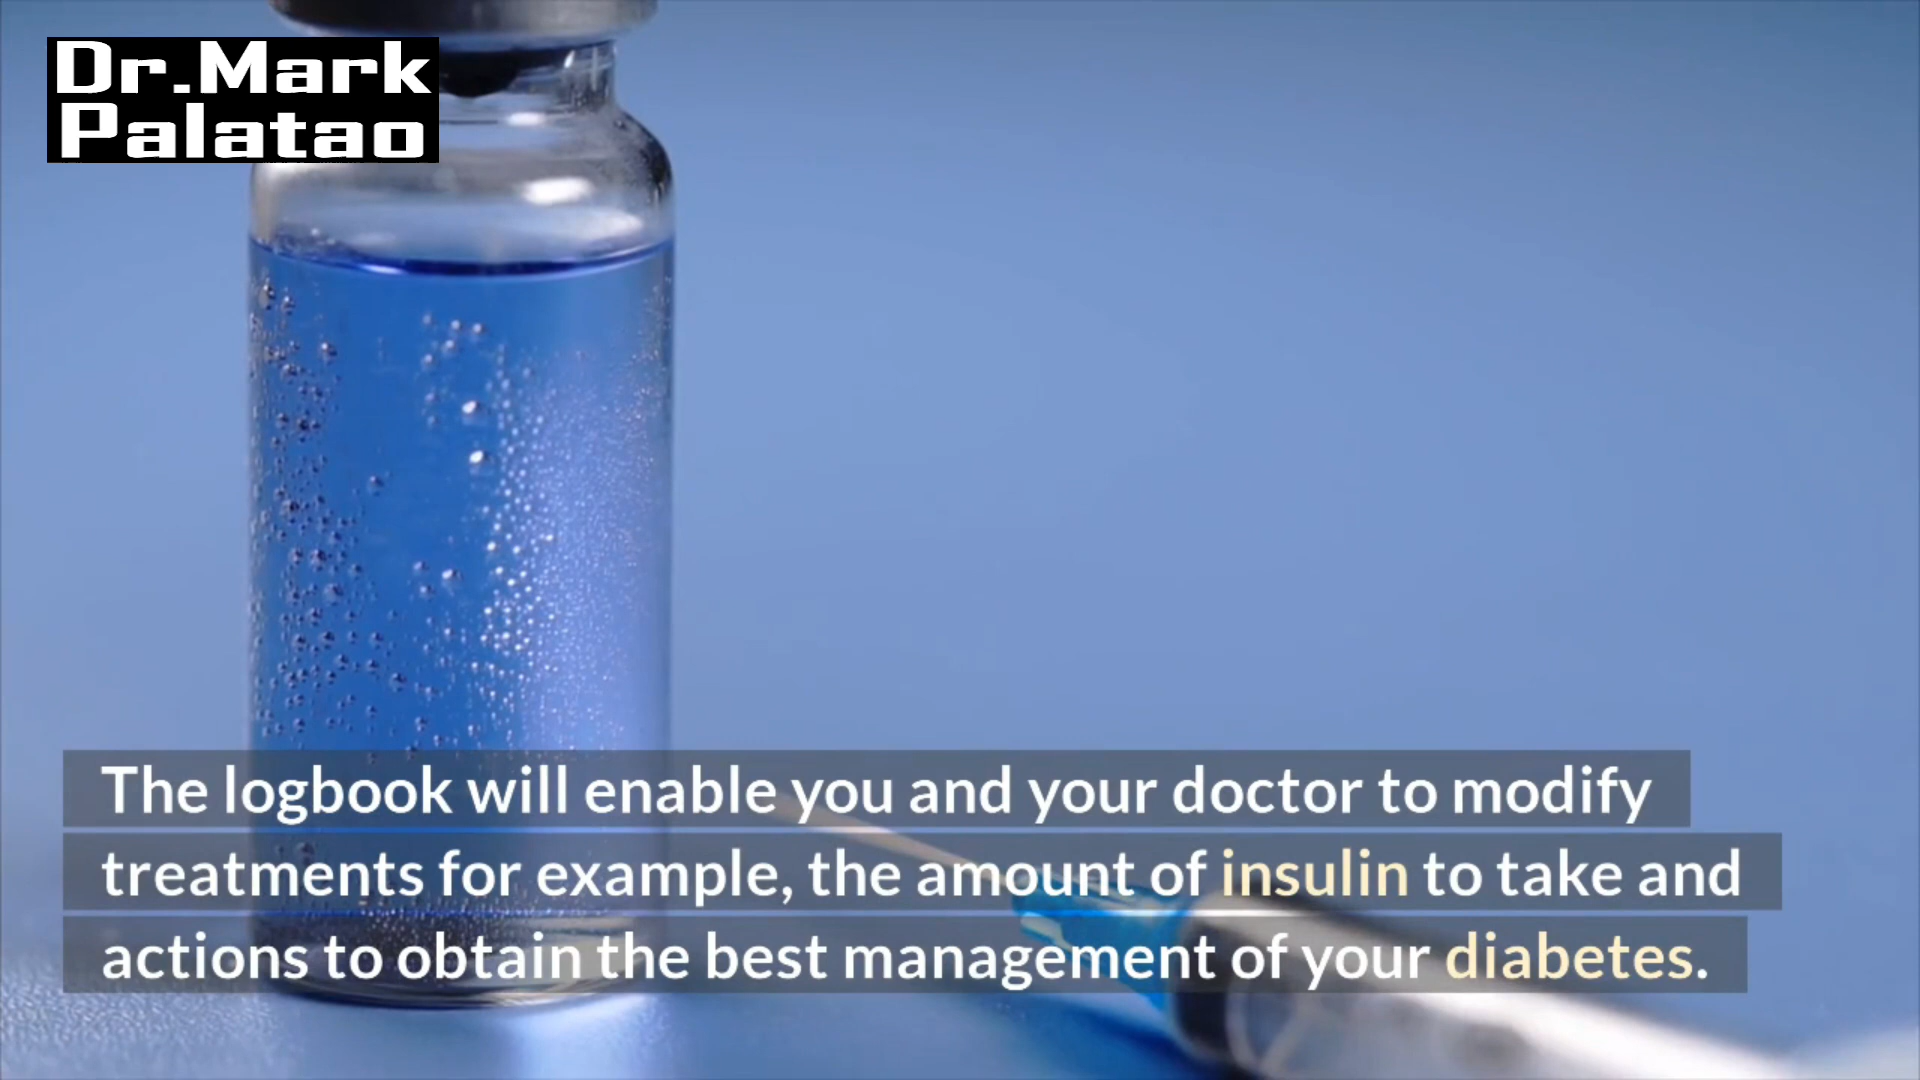 Dr.Mark
Palatao
The logbook will enable you and your doctor to modify
treatments for example, the amount of insulin to take and
actions to obtain the best management of your diabetes.